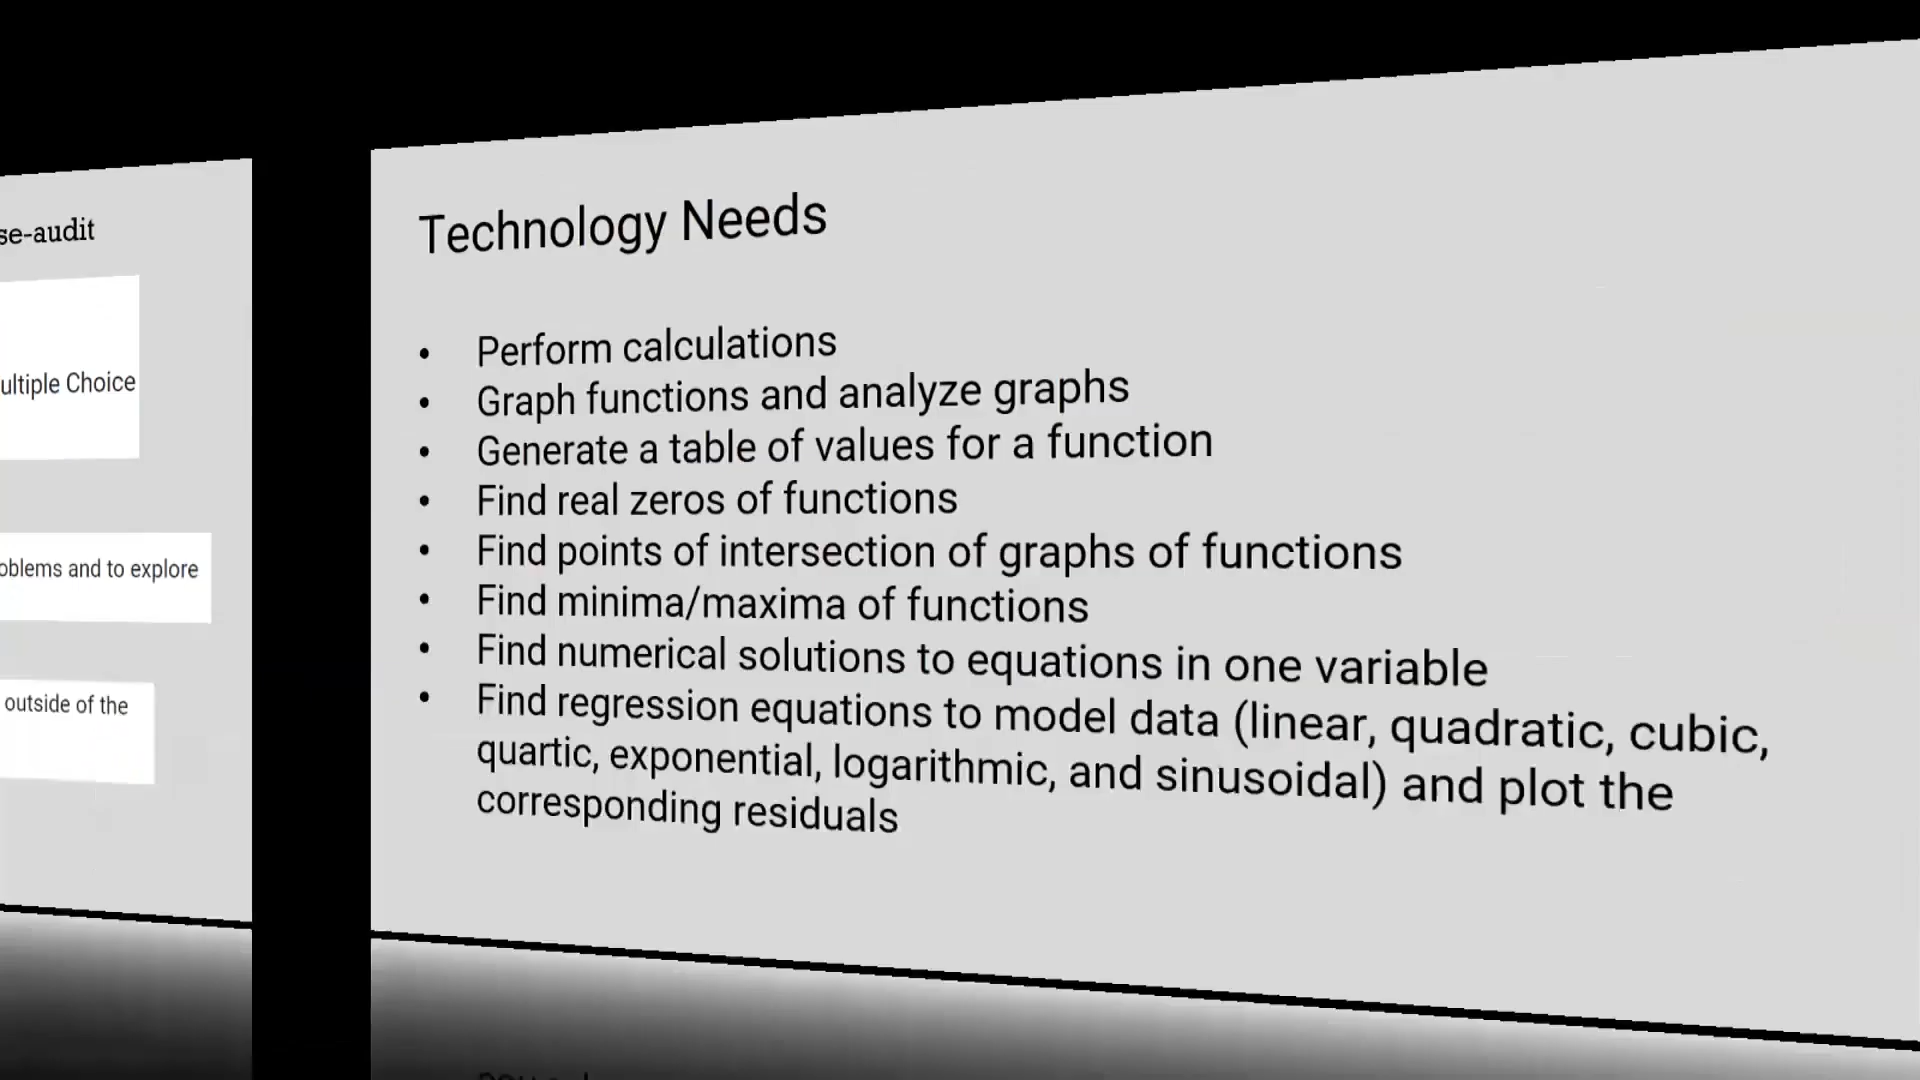 se-audit
ultiple Choice
oblems and to explore
outside of the
Technology Needs
• Perform calculations
• Graph functions and analyze graphs
• Generate a table of values for a function
• Find real zeros of functions
• Find points of intersection of graphs of functions
• Find minima/maxima of functions
• Find numerical solutions to equations in one variable
• Find regression equations to model data (linear, quadratic, cubic,
quartic, exponential, logarithmic, and sinusoidal) and plot the
corresponding residuals